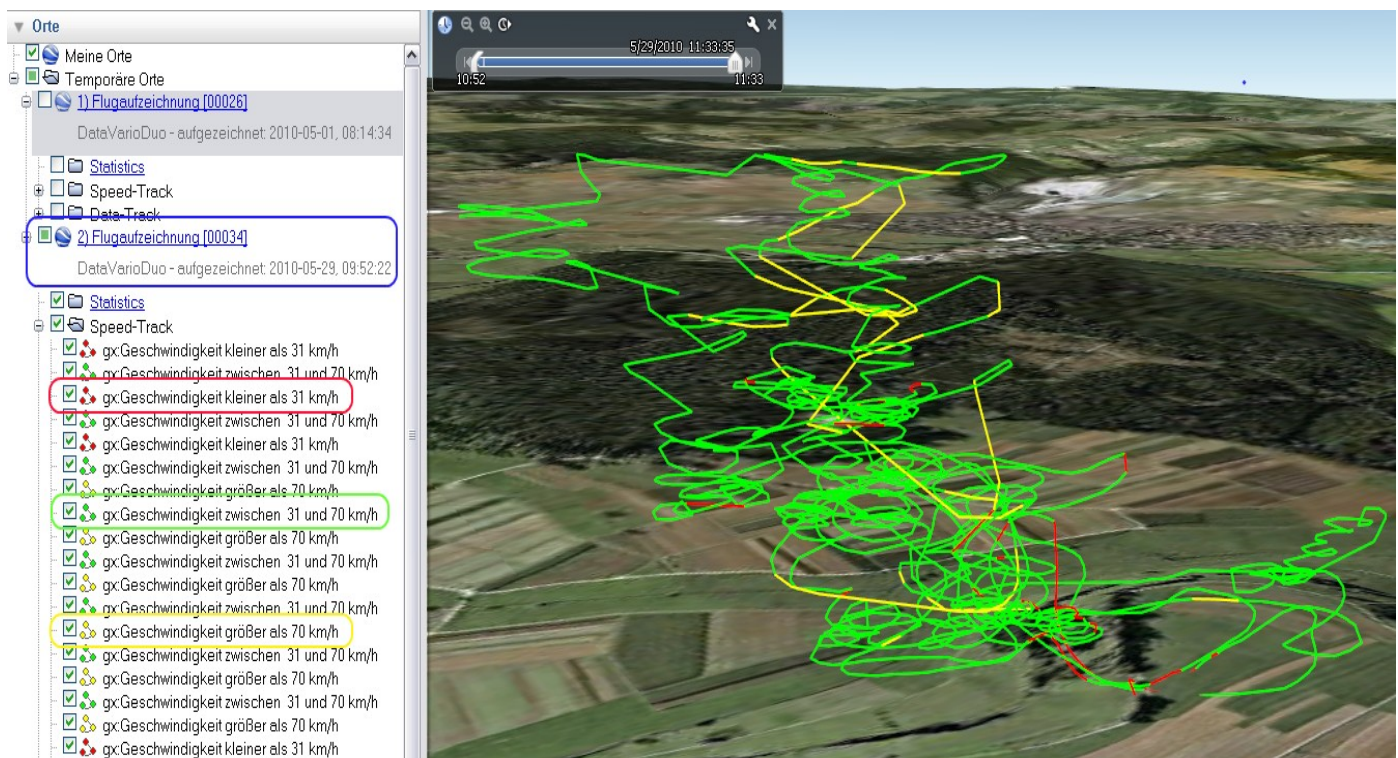 Orte
Meine Orte
Temporäre Orte
1) Flugaufzeichnung [00026]
DataVarioDuo - aufgezeichnet: 2010-05-01, 08:14:34
Statistics
Speed-Track
Data-Track
2) Flugaufzeichnung [00034]
DataVarioDuo - aufgezeichnet: 2010-05-29, 09:52:22
Statistics
Speed-Track
gx:Geschwindigkeit kleiner als 31 km/h
gx:Geschwindigkeit zwischen 31 und 70 km/h
gx:Geschwindigkeit kleiner als 31 km/h
gx:Geschwindigkeit zwischen 31 und 70 km/h
gx:Geschwindigkeit kleiner als 31 km/h
gx:Geschwindigkeit zwischen 31 und 70 km/h
gx:Geschwindigkeit größer als 70 km/h
gx:Geschwindigkeit zwischen 31 und 70 km/h
gx:Geschwindigkeit größer als 70 km/h
gx:Geschwindigkeit zwischen 31 und 70 km/h
gx:Geschwindigkeit größer als 70 km/h
gx:Geschwindigkeit zwischen 31 und 70 km/h
gx:Geschwindigkeit größer als 70 km/h
gx:Geschwindigkeit zwischen 31 und 70 km/h
gx:Geschwindigkeit größer als 70 km/h
gx:Geschwindigkeit zwischen 31 und 70 km/h
gx:Geschwindigkeit größer als 70 km/h
gx:Geschwindigkeit kleiner als 31 km/h
5/29/2010 11:33:35
10:52
11:33